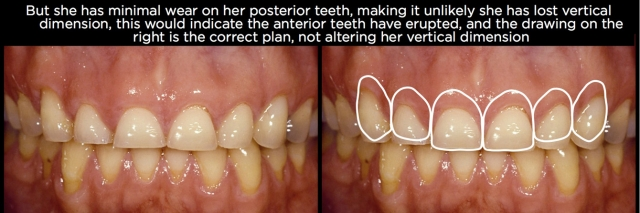 But she has minimal wear on her posterior teeth, making it unlikely she has lost vertical
dimension, this would indicate the anterior teeth have erupted, and the drawing on the
right is the correct plan, not altering her vertical dimension